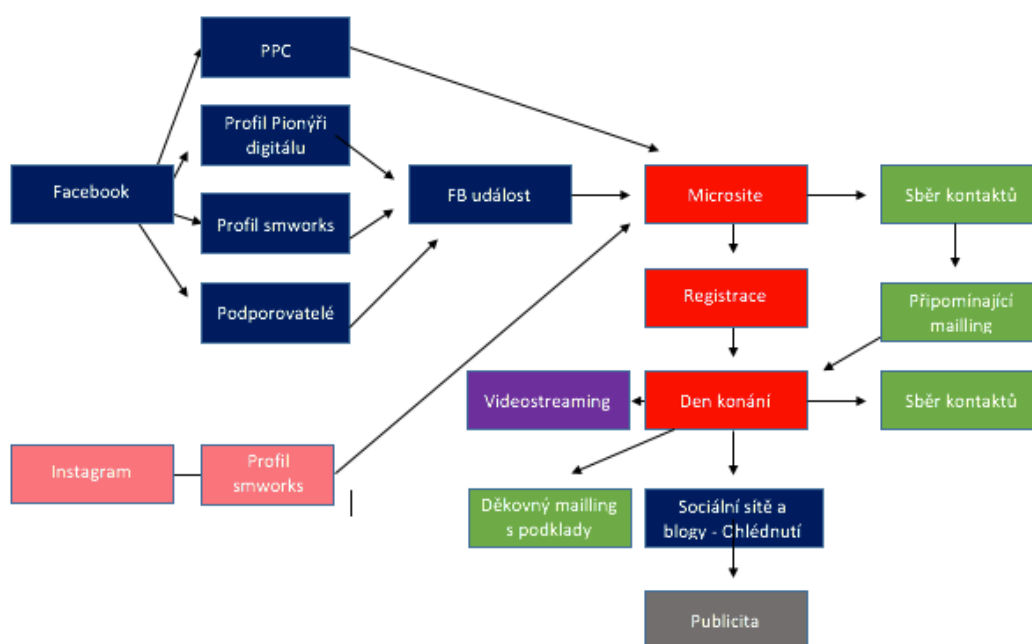 PPC
Profil Pionýři
digitálu
Facebook
Profil smworks
Podporovatelé
FB událost
Microsite
Sběr kontaktů
Registrace
Připomínající
mailling
Videostreaming
Den konání
Sběr kontaktů
Instagram
Profil
smworks
Děkovný mailling
s podklady
Sociální sítě a
blogy - Chlédnutí
Publicita